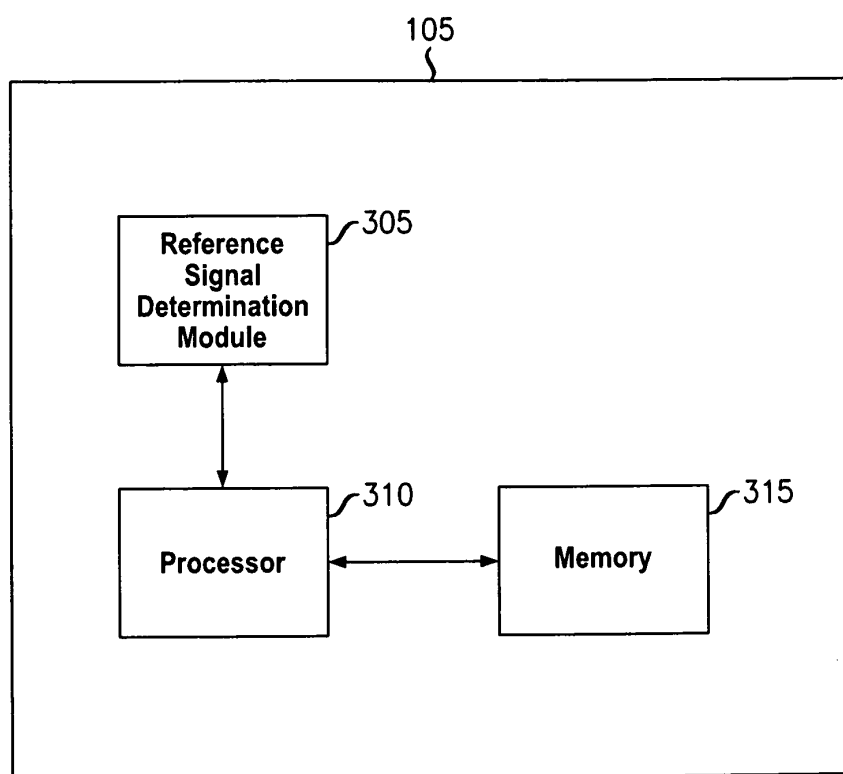 105
305
Reference
Signal
Determination
Module
310
Processor
315
Memory